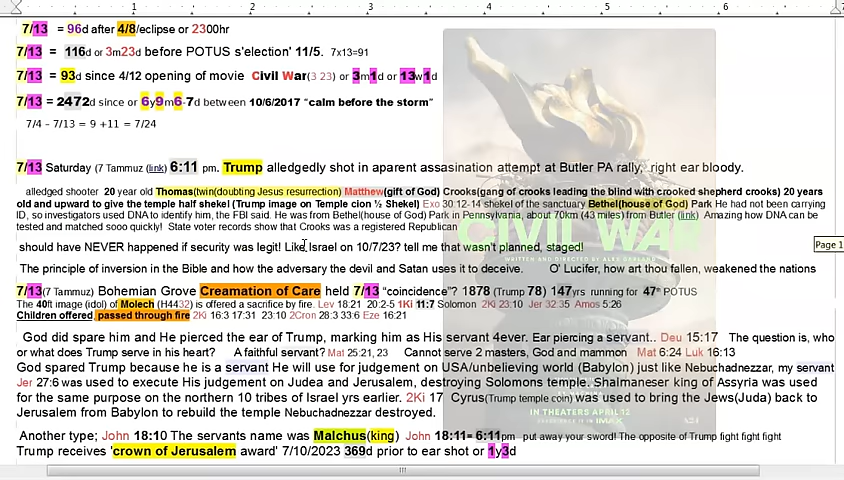 1 2 3 4 5 6 7
7/13 = 96d after 4/8/eclipse or 2300hr
7/13 = 116d or 3m23d before POTUS s'election' 11/5. 7x13=91
7/13 = 93d since 4/12 opening of movie Civil War(3 23) or 3m1d or 13w1d
7/13 = 2472d since or 6y9m6-7d between 10/6/2017 "calm before the storm"
7/4 - 7/13 = 9 +11 = 7/24
7/13 Saturday (7 Tammuz (link) 6:11 pm. Trump alledgedly shot in aparent assasination attempt at Butler PA rally, right ear bloody.
alledged shooter 20 year old Thomas(twin(doubting Jesus resurrection) Matthew(gift of God) Crooks(gang of crooks leading the blind with crooked shepherd crooks) 20 years
old and upward to give the temple half shekel (Trump image on Temple cion ½ Shekel) Exo 30:12-14 shekel of the sanctuary Bethel(house of God) Park He had not been carrying
ID, so investigators used DNA to identify him, the FBI said. He was from Bethel(house of God) Park in Pennsylvania, about 70km (43 miles) from Butler (link) Amazing how DNA can be
tested and matched sooo quickly! State voter records show that Crooks was a registered Republican
CIVIL WAR
WRITTEN AND DIRECTED BY ALEX GARLAND
should have NEVER happened if security was legit! Like Israel on 10/7/23? tell me that wasn't planned, staged!
Page 1
The principle of inversion in the Bible and how the adversary the devil and Satan uses it to deceive. O' Lucifer, how art thou fallen, weakened the nations
7/13(7 Tammuz) Bohemian Grove Creamation of Care held 7/13 "coincidence"? 1878 (Trump 78) 147yrs running for 47th POTUS
The 40ft image (idol) of Molech (H4432) is offered a sacrifice by fire. Lev 18:21 20:2-5 1Ki 11:7 Solomon 2Ki 23:10 Jer 32:35 Amos 5:26
Children offered, passed through fire 2Ki 16:3 17:31 23:10 2Cron 28:3 33:6 Eze 16:21
God did spare him and He pierced the ear of Trump, marking him as His servant 4ever. Ear piercing a servant.. Deu 15:17 The question is, who
or what does Trump serve in his heart? A faithful servant? Mat 25:21, 23 Cannot serve 2 masters, God and mammon Mat 6:24 Luk 16:13
God spared Trump because he is a servant He will use for judgement on USA/unbelieving world (Babylon) just like Nebuchadnezzar, my servant
Jer 27:6 was used to execute His judgement on Judea and Jerusalem, destroying Solomons temple. Shalmaneser king of Assyria was used
for the same purpose on the northern 10 tribes of Israel yrs earlier. 2Ki 17 Cyrus(Trump temple coin) was used to bring the Jews(Juda) back to
Jerusalem from Babylon to rebuild the temple Nebuchadnezzar destroyed.
IN THEATERS APRIL 12
IMAX
A24
Another type; John 18:10 The servants name was Malchus(king) John 18:11= 6:11pm put away your sword! The opposite of Trump fight fight fight
Trump receives 'crown of Jerusalem award' 7/10/2023 369d prior to ear shot or 1y3d